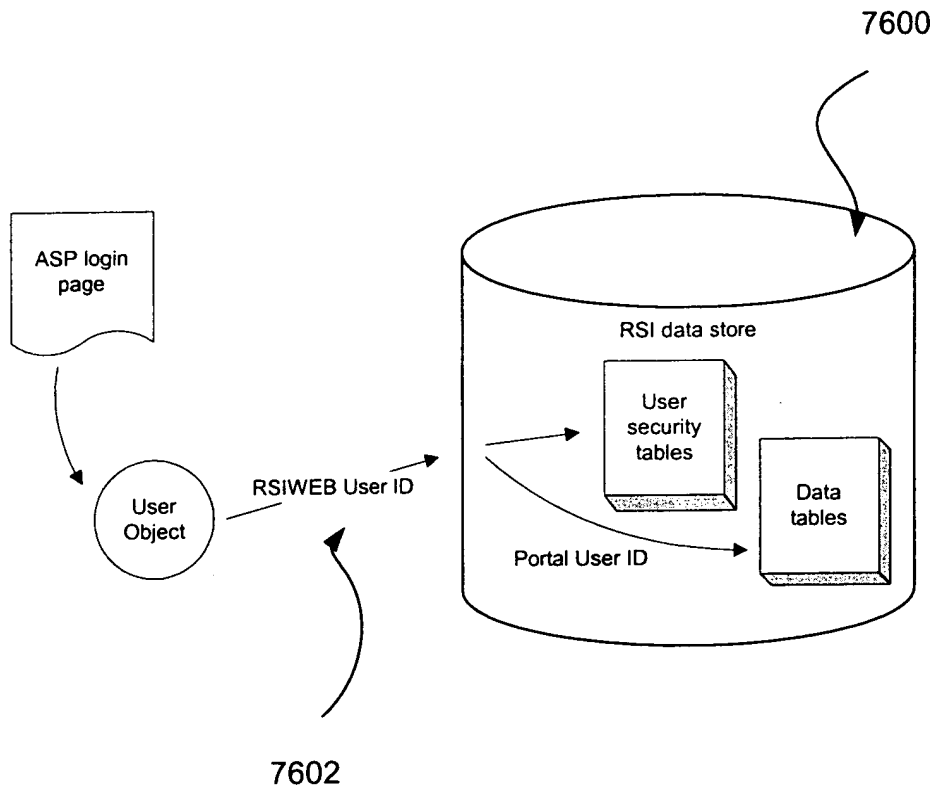 7600
ASP login
page
RSI data store
User
security
tables
RSIWEB User ID
User
Object
Data
tables
Portal User ID
7602